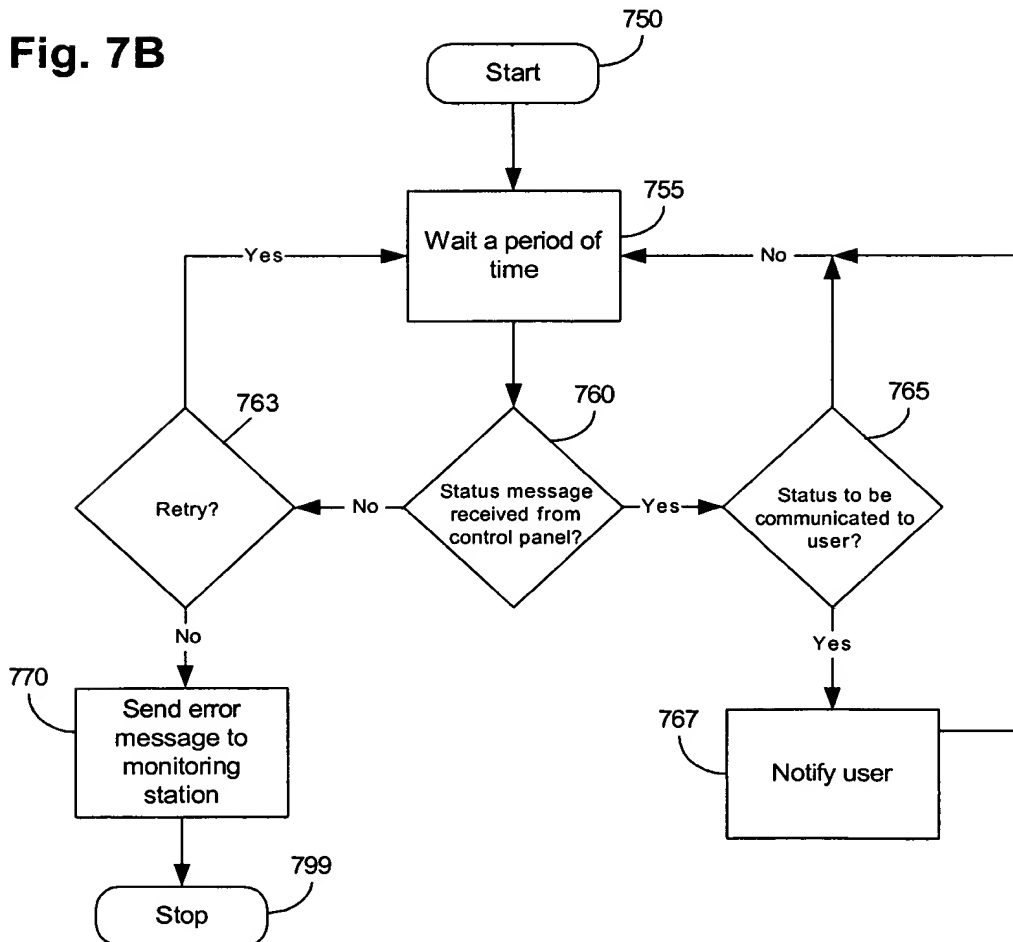 Fig. 7B
750
Start
755
Wait a period of
time
Yes
No
763
760
765
Retry?
No
Status message
received from
control panel?
Yes
Status to be
communicated to
user?
No
Yes
770
Send error
message to
monitoring
station
767
Notify user
799
Stop